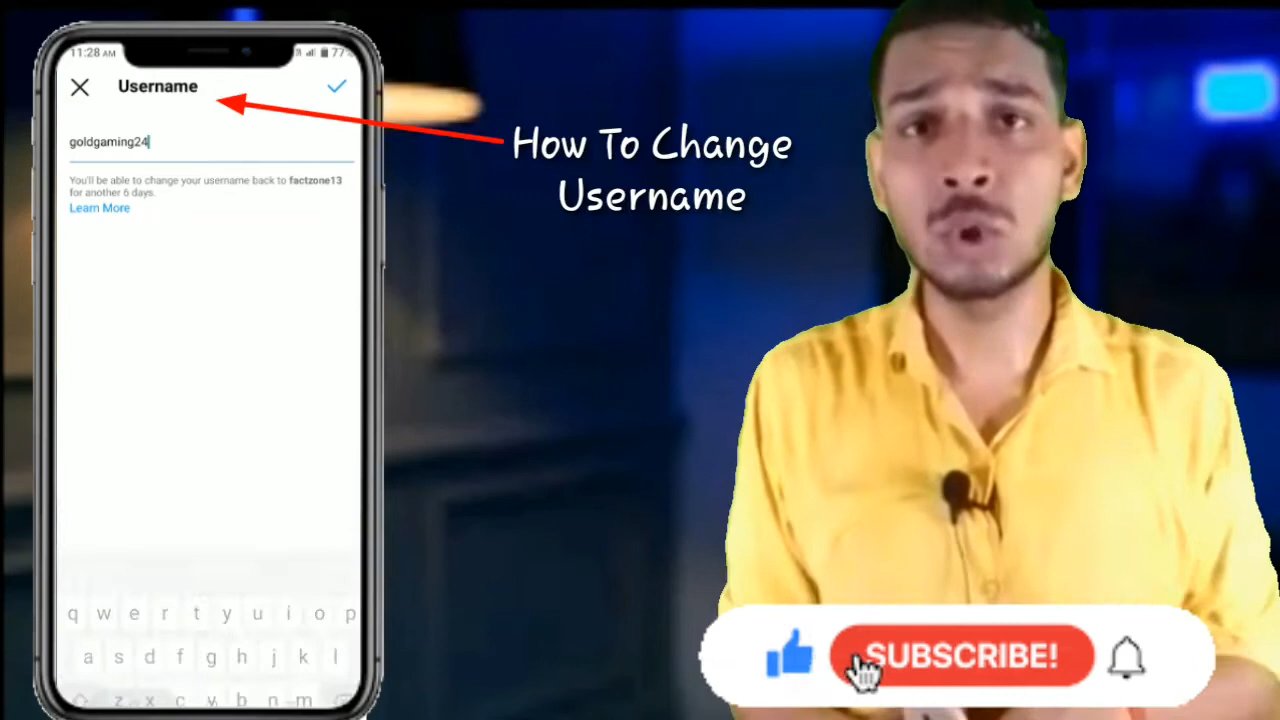 11:28 AM
77
Username
goldgaming24
You'll be able to change your username back to factzone13
for another 6 days.
Learn More
How To Change
Username
q w e r t y u i o p
a s d f g h j k l
z x c v b n m
SUBSCRIBE!